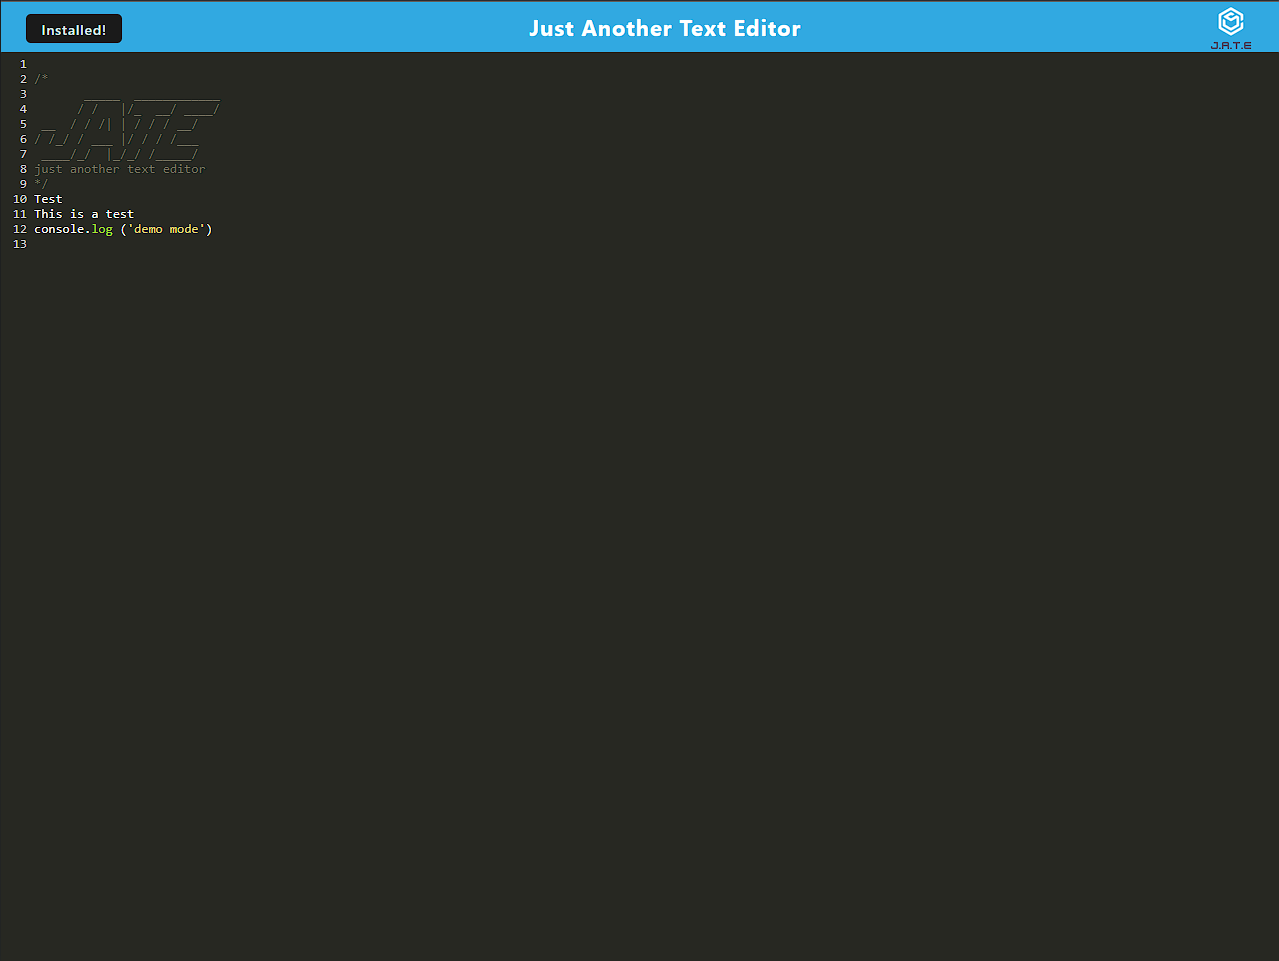 Installed!
Just Another Text Editor
J.A.T.E
1
2 /*
3        _____  ____________
4       / /   |/_  __/ ____/
5  __  / / /| | / / / __/
6 / /_/ / ___ |/ / / /___
7  ____/_/  |_/_/ /_____/
8 just another text editor
9 */
10 Test
11 This is a test
12 console.log ('demo mode')
13